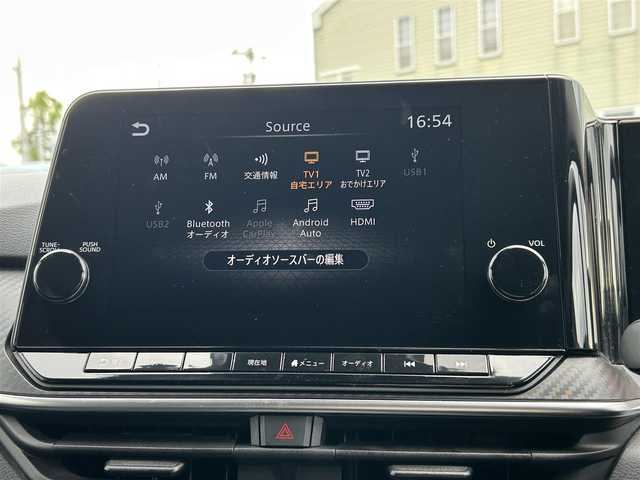 Source
16:54
AM
FM
交通情報
TV1
自宅エリア
TV2
おでかけエリア
USB1
USB2
Bluetooth
オーディオ
Apple
CarPlay
Android
Auto
HDMI
オーディオソースバーの編集
TUNE-
SCROLL
PUSH
SOUND
VOL
現在地
メニュー
オーディオ